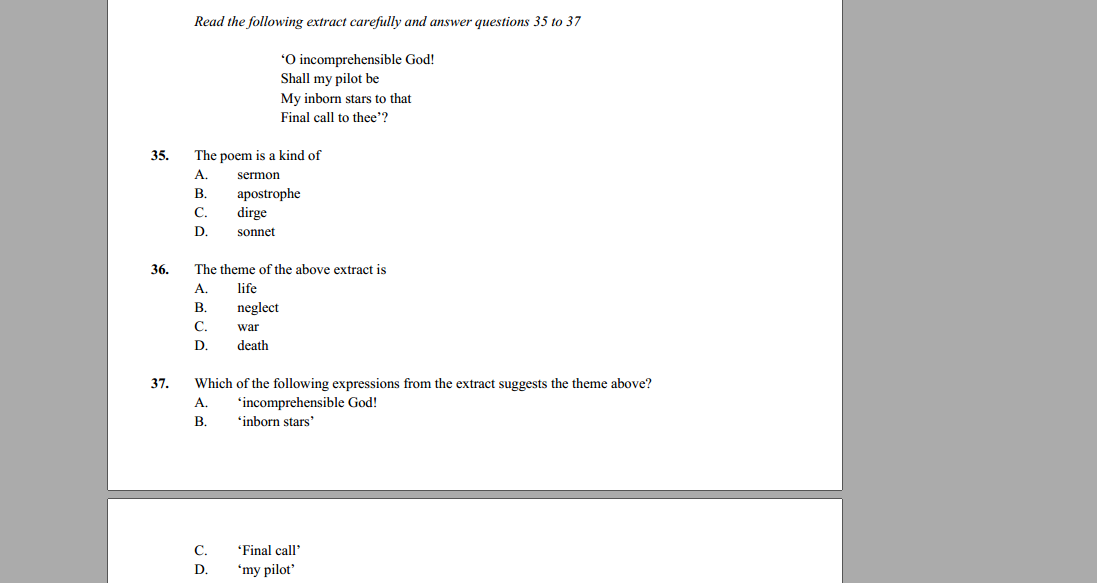 Read the following extract carefully and answer questions 35 to 37
‘O incomprehensible God!
Shall my pilot be
My inborn stars to that
Final call to thee’?
35. The poem is a kind of
A. sermon
B. apostrophe
C. dirge
D. sonnet
36. The theme of the above extract is
A. life
B. neglect
C. war
D. death
37. Which of the following expressions from the extract suggests the theme above?
A. ‘incomprehensible God!
B. ‘inborn stars’
C. ‘Final call’
D. ‘my pilot’